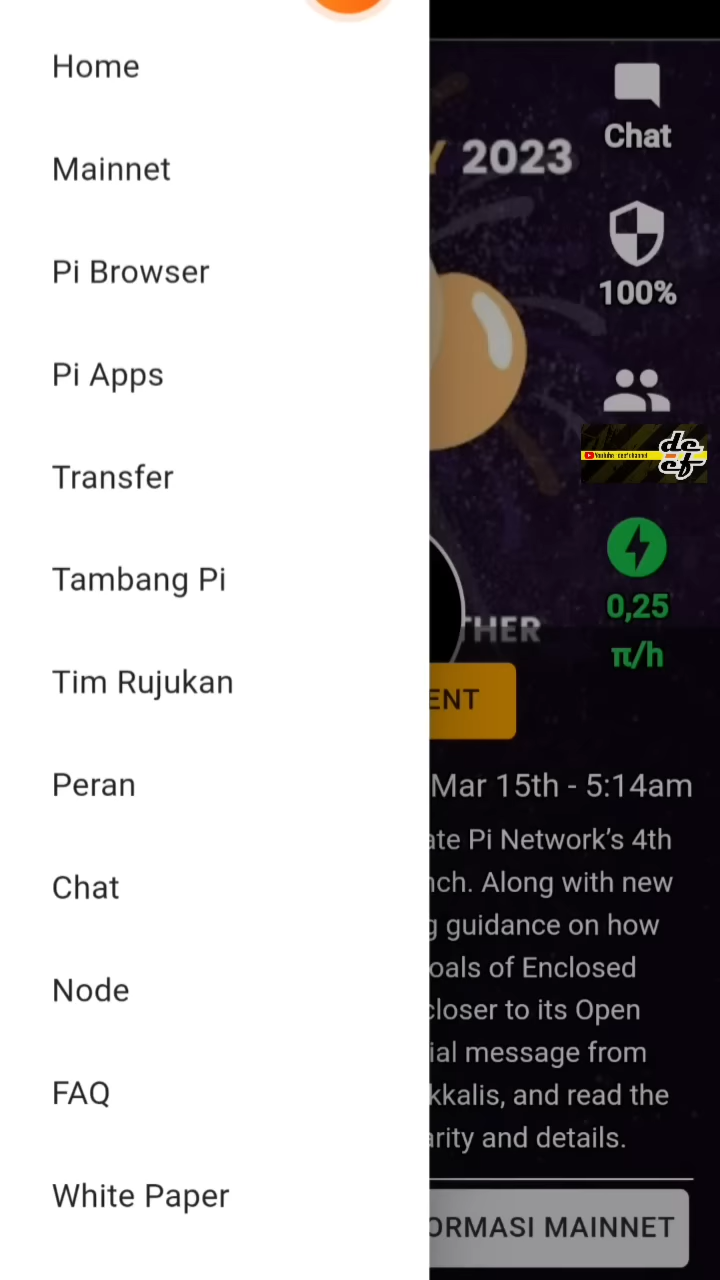 Home
Mainnet
Pi Browser
Pi Apps
Transfer
Tambang Pi
Tim Rujukan
Peran
Chat
Node
FAQ
White Paper
2023
Chat
100%
de
ef
0,25
π/h
THER
ENT
Mar 15th - 5:14am
ate Pi Network’s 4th
nch. Along with new
g guidance on how
oals of Enclosed
closer to its Open
ial message from
kkalis, and read the
arity and details.
ORMASI MAINNET